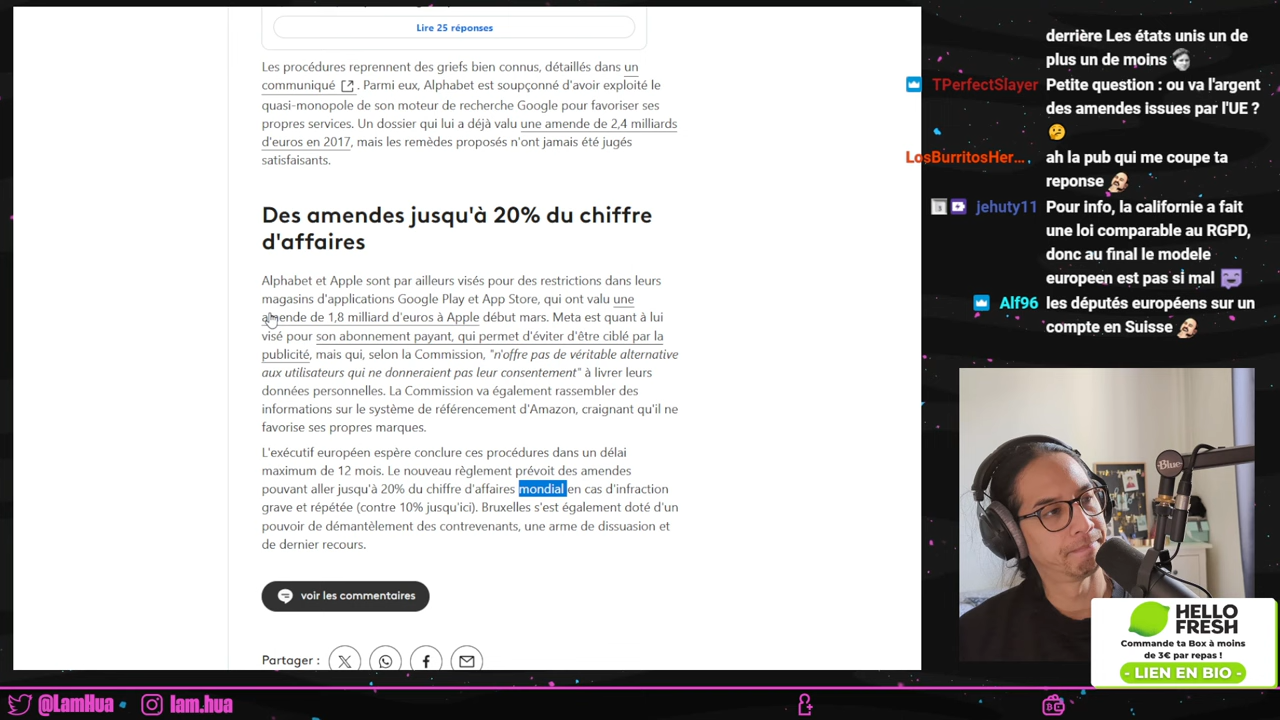 Lire 25 réponses
Les procédures reprennent des griefs bien connus, détaillés dans un
communiqué . Parmi eux, Alphabet est soupçonné d'avoir exploité le
quasi-monopole de son moteur de recherche Google pour favoriser ses
propres services. Un dossier qui lui a déjà valu une amende de 2,4 milliards
d'euros en 2017, mais les remèdes proposés n'ont jamais été jugés
satisfaisants.
Des amendes jusqu'à 20% du chiffre
d'affaires
Alphabet et Apple sont par ailleurs visés pour des restrictions dans leurs
magasins d'applications Google Play et App Store, qui ont valu une
amende de 1,8 milliard d'euros à Apple début mars. Meta est quant à lui
visé pour son abonnement payant, qui permet d'éviter d'être ciblé par la
publicité, mais qui, selon la Commission, "n'offre pas de véritable alternative
aux utilisateurs qui ne donneraient pas leur consentement" à livrer leurs
données personnelles. La Commission va également rassembler des
informations sur le système de référencement d'Amazon, craignant qu'il ne
favorise ses propres marques.
L'exécutif européen espère conclure ces procédures dans un délai
maximum de 12 mois. Le nouveau règlement prévoit des amendes
pouvant aller jusqu'à 20% du chiffre d'affaires mondial en cas d'infraction
grave et répétée (contre 10% jusqu'ici). Bruxelles s'est également doté d'un
pouvoir de démantèlement des contrevenants, une arme de dissuasion et
de dernier recours.
voir les commentaires
Partager :
derrière Les états unis un de
plus un de moins
TPerfectSlayer Petite question : ou va l'argent
des amendes issues par l'UE ?
LosBurritosHer... ah la pub qui me coupe ta
reponse
jehuty11 Pour info, la californie a fait
une loi comparable au RGPD,
donc au final le modele
europeen est pas si mal
Alf96 les députés européens sur un
compte en Suisse
Blue
HELLO
FRESH
Commande ta Box à moins
de 3€ par repas !
- LIEN EN BIO -
@LamHua
lam.hua